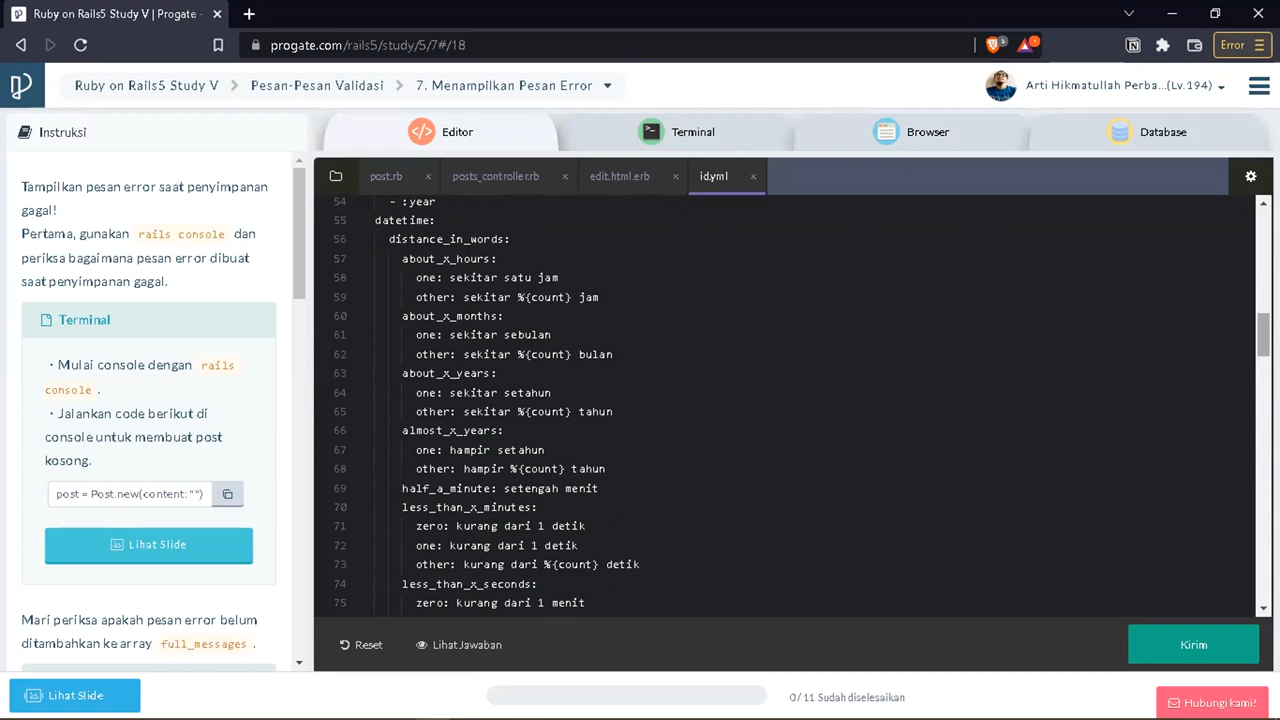 Ruby on Rails5 Study V | Progate -
progate.com/rails5/study/5/7#/18
Error
Ruby on Rails5 Study V
Pesan-Pesan Validasi
7. Menampilkan Pesan Error
Arti Hikmatullah Perba...(Lv.194)
Instruksi
Editor
Terminal
Browser
Database
Tampilkan pesan error saat penyimpanan
gagal!
Pertama, gunakan rails console dan
periksa bagaimana pesan error dibuat
saat penyimpanan gagal.
Terminal
・Mulai console dengan rails
console .
・Jalankan code berikut di
console untuk membuat post
kosong.
post = Post.new(content: "")
Lihat Slide
Mari periksa apakah pesan error belum
ditambahkan ke array full_messages .
post.rb
posts_controller.rb
edit.html.erb
id.yml
54 - :year
55 datetime:
56 distance_in_words:
57 about_x_hours:
58 one: sekitar satu jam
59 other: sekitar %{count} jam
60 about_x_months:
61 one: sekitar sebulan
62 other: sekitar %{count} bulan
63 about_x_years:
64 one: sekitar setahun
65 other: sekitar %{count} tahun
66 almost_x_years:
67 one: hampir setahun
68 other: hampir %{count} tahun
69 half_a_minute: setengah menit
70 less_than_x_minutes:
71 zero: kurang dari 1 detik
72 one: kurang dari 1 detik
73 other: kurang dari %{count} detik
74 less_than_x_seconds:
75 zero: kurang dari 1 menit
Reset
Lihat Jawaban
Kirim
Lihat Slide
0/ 11 Sudah diselesaikan
Hubungi kami!